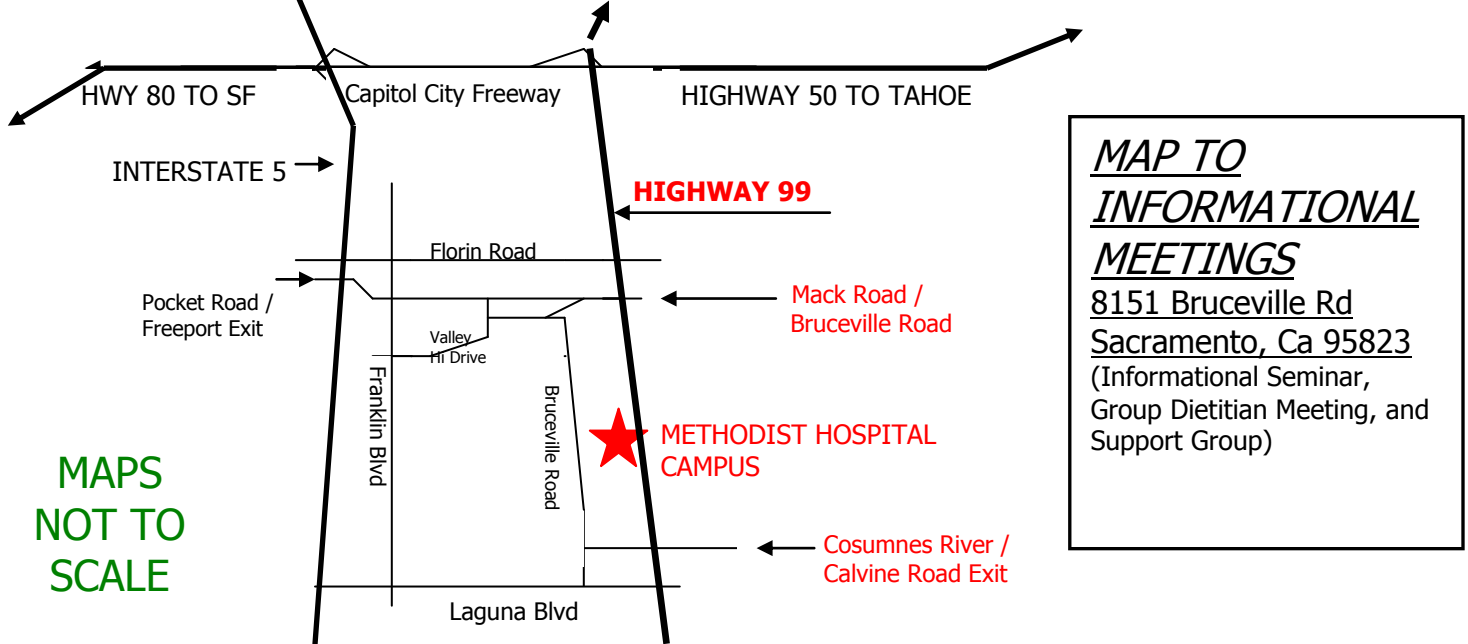 HWY 80 TO SF
Capitol City Freeway
HIGHWAY 50 TO TAHOE
INTERSTATE 5
HIGHWAY 99
Florin Road
Pocket Road /
Freeport Exit
Mack Road /
Bruceville Road
Valley
Hi Drive
Franklin Blvd
Bruceville Road
METHODIST HOSPITAL
CAMPUS
MAPS
NOT TO
SCALE
Cosumnes River /
Calvine Road Exit
Laguna Blvd
MAP TO
INFORMATIONAL
MEETINGS
8151 Bruceville Rd
Sacramento, Ca 95823
(Informational Seminar,
Group Dietitian Meeting, and
Support Group)